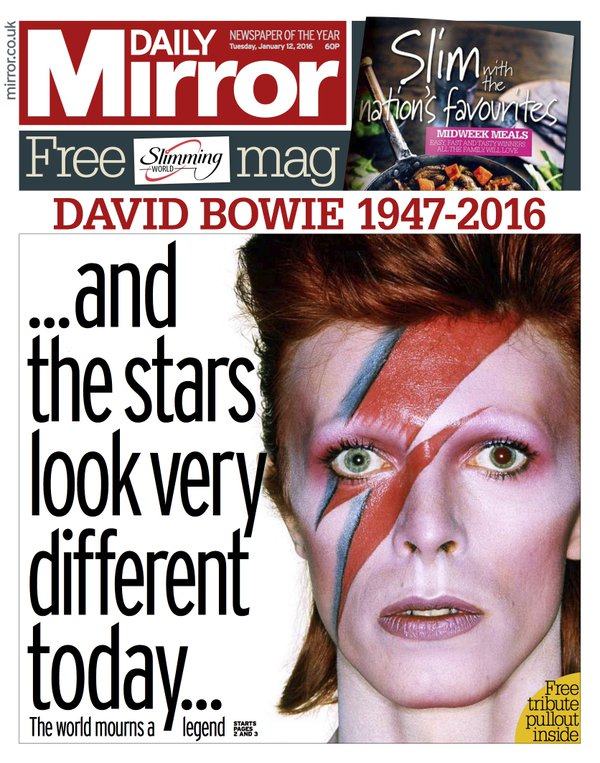 mirror.co.uk
DAILY
Mirror
NEWSPAPER OF THE YEAR
Tuesday, January 12, 2016 60P
Slim with
the
nation's favourites
MIDWEEK MEALS
EASY, FAST AND TASTY WINNERS
ALL THE FAMILY WILL LOVE
Free Slimming WORLD mag
DAVID BOWIE 1947-2016
...and
the stars
look very
different
today...
The world mourns a legend
STARTS
PAGES
2 AND 3
Free
tribute
pullout
inside